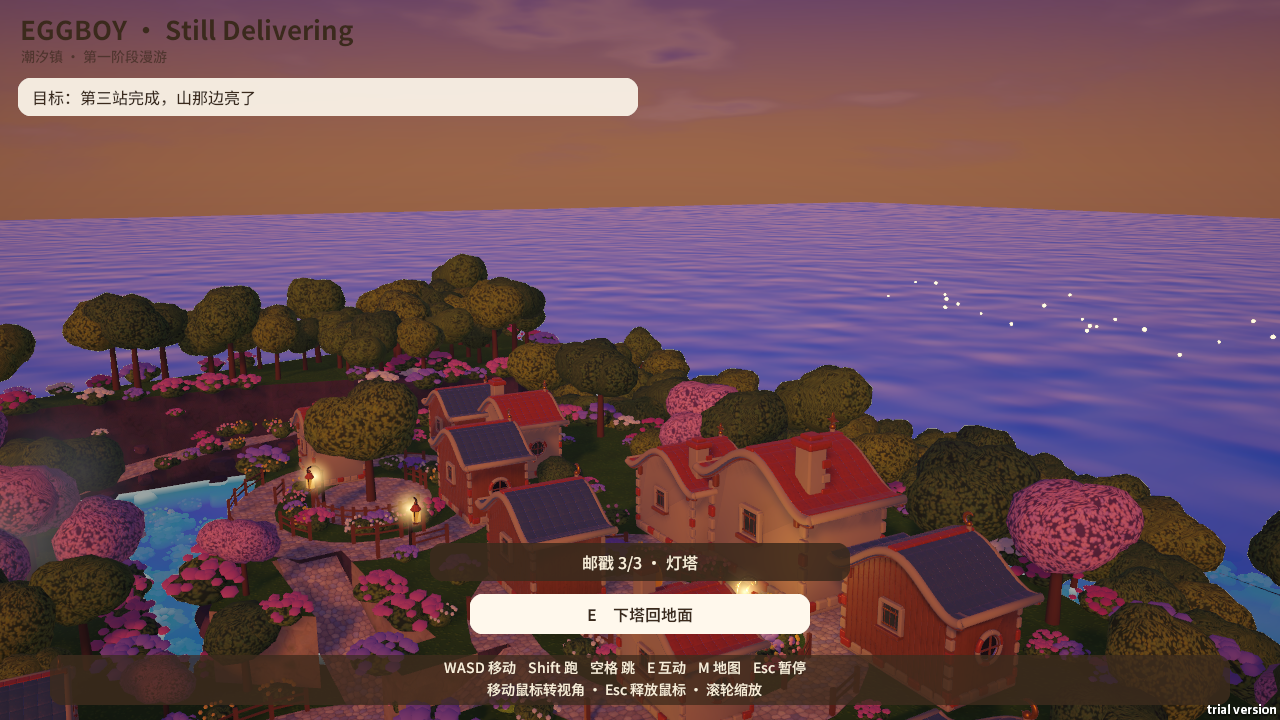 EGGBOY • Still Delivering
潮汐镇 • 第一阶段漫游
目标：第三站完成，山那边亮了
邮戳 3/3 • 灯塔
E 下塔回地面
WASD 移动 Shift 跑 空格 跳 E 互动 M 地图 Esc 暂停
移动鼠标转视角 • Esc 释放鼠标 • 滚轮缩放
trial version